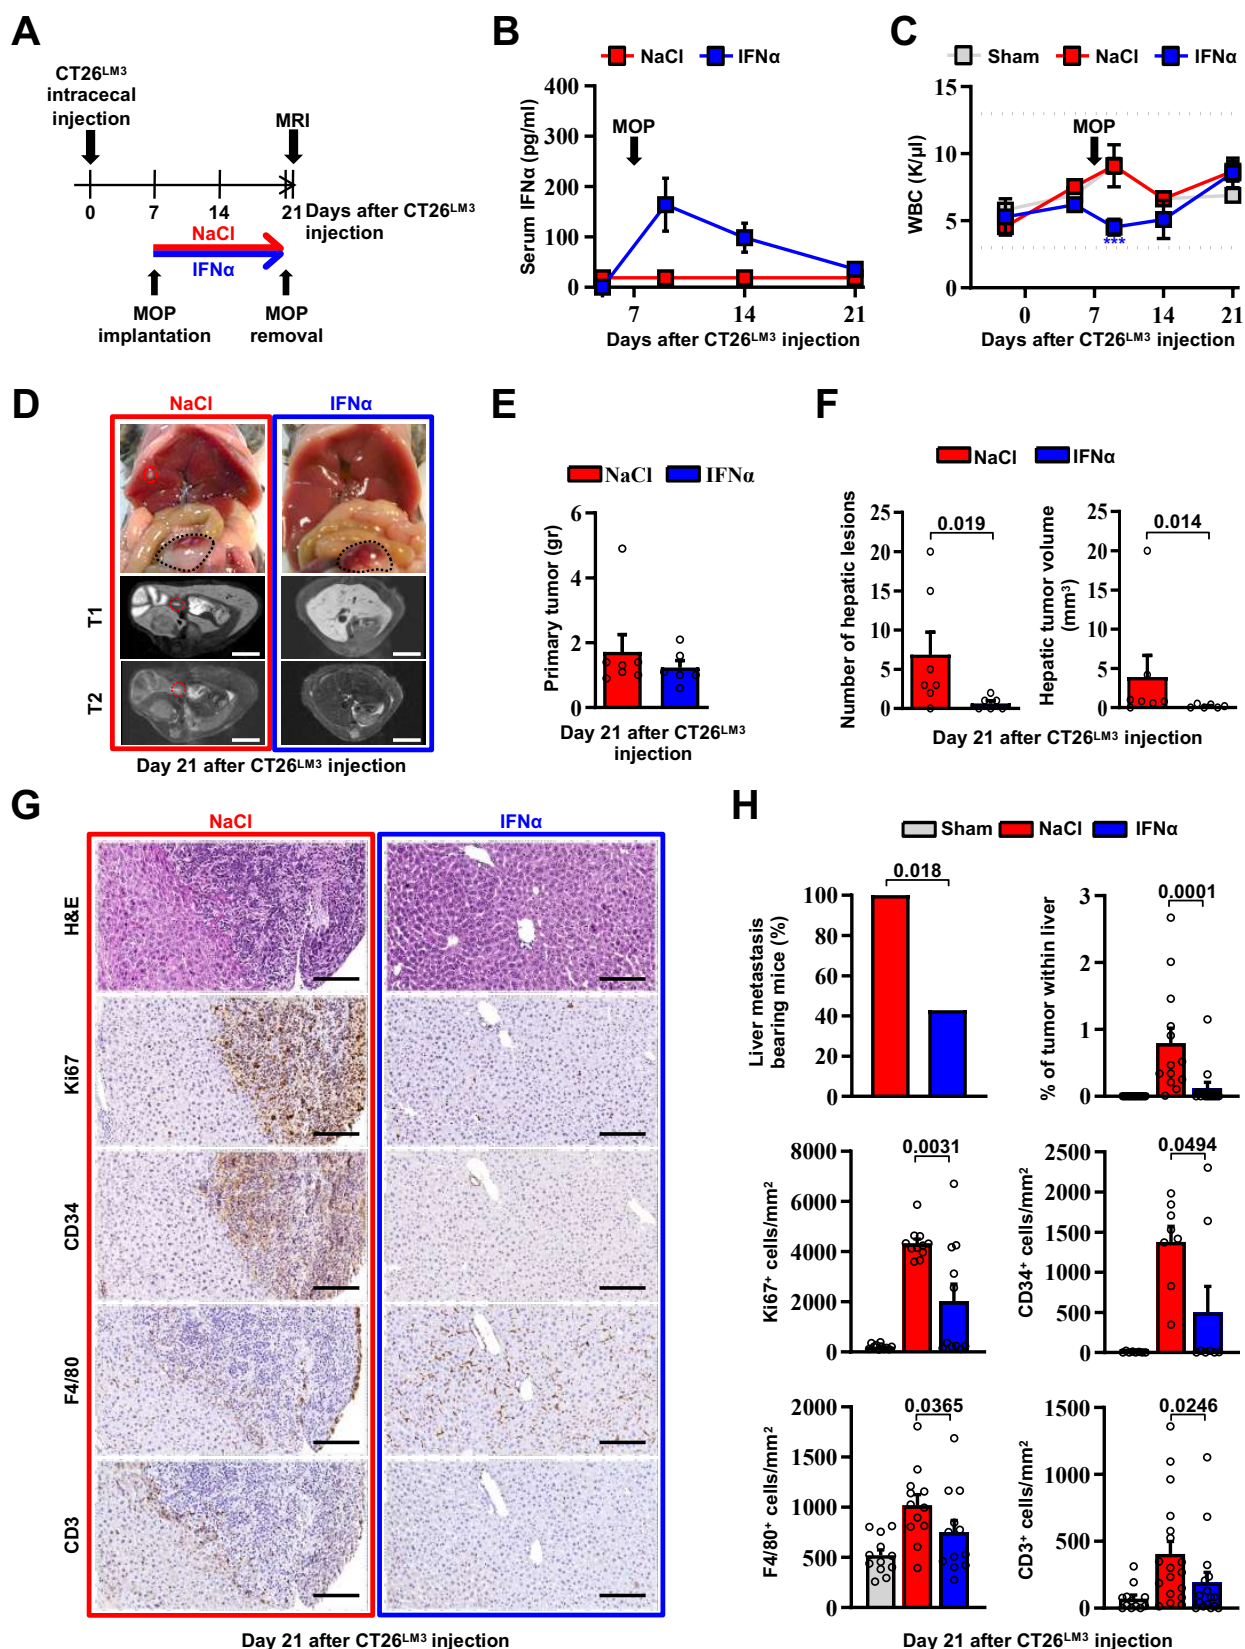 A
CT26LM3
intracecal
injection
MRI
0
7
14
21
Days after CT26LM3
injection
NaCl
IFNα
MOP
implantation
MOP
removal
B
NaCl
IFNα
Serum IFNα (pg/ml)
400
300
200
100
0
MOP
7
14
21
Days after CT26LM3 injection
C
Sham
NaCl
IFNα
WBC (K/µl)
15
10
5
0
MOP
***
0
7
14
21
Days after CT26LM3 injection
D
NaCl
IFNα
T1
T2
Day 21 after CT26LM3 injection
E
NaCl
IFNα
Primary tumor (gr)
6
4
2
0
Day 21 after CT26LM3
injection
F
NaCl
IFNα
Number of hepatic lesions
25
20
15
10
5
0
0.019
Hepatic tumor volume
(mm3)
25
20
15
10
5
0
0.014
Day 21 after CT26LM3 injection
G
NaCl
IFNα
H&E
Ki67
CD34
F4/80
CD3
Day 21 after CT26LM3 injection
H
Sham
NaCl
IFNα
Liver metastasis
bearing mice (%)
100
80
60
40
20
0
0.018
% of tumor within liver
3
2
1
0
0.0001
Ki67+ cells/mm2
8000
6000
4000
2000
0
0.0031
CD34+ cells/mm2
2500
2000
1500
1000
500
0
0.0494
F4/80+ cells/mm2
2000
1500
1000
500
0
0.0365
CD3+ cells/mm2
1500
1000
500
0
0.0246
Day 21 after CT26LM3 injection